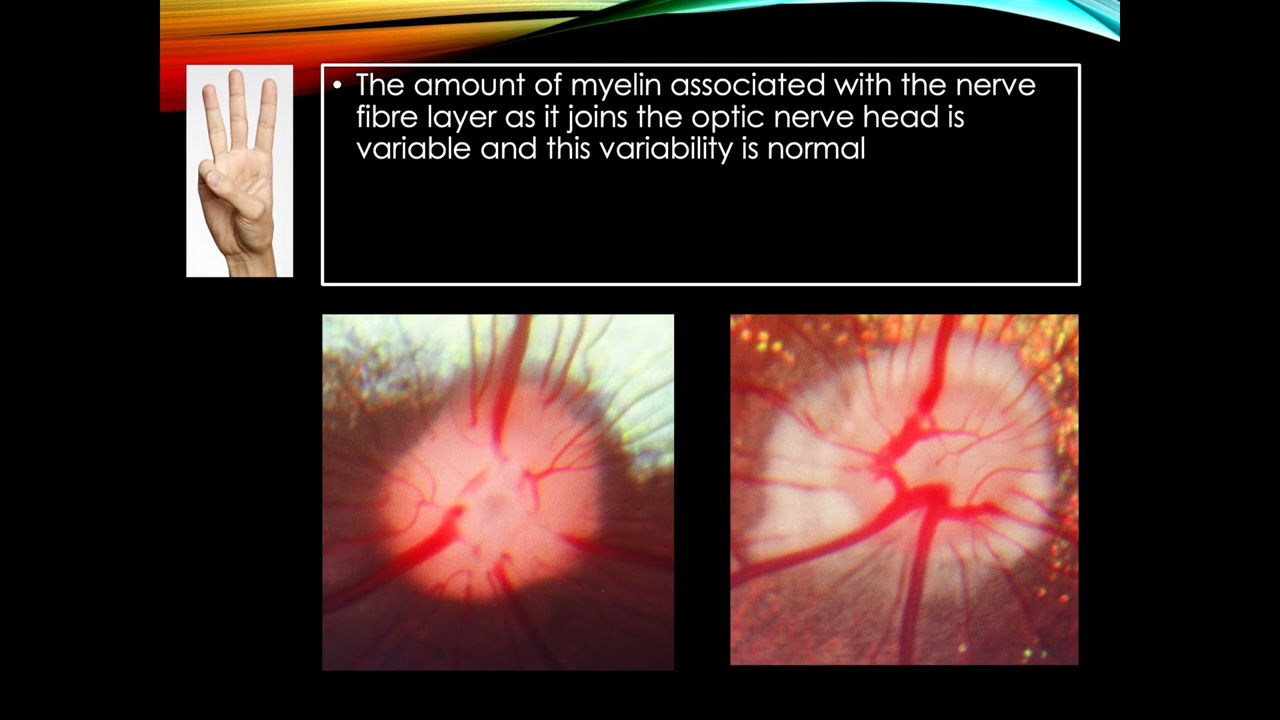 • The amount of myelin associated with the nerve
fibre layer as it joins the optic nerve head is
variable and this variability is normal